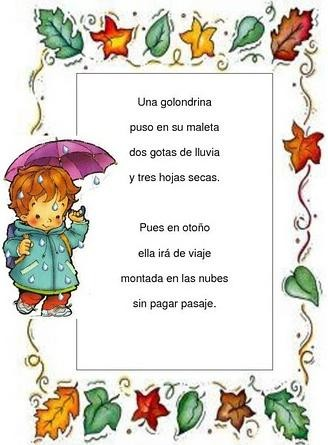 Una golondrina
puso en su maleta
dos gotas de lluvia
y tres hojas secas.
Pues en otoño
ella irá de viaje
montada en las nubes
sin pagar pasaje.